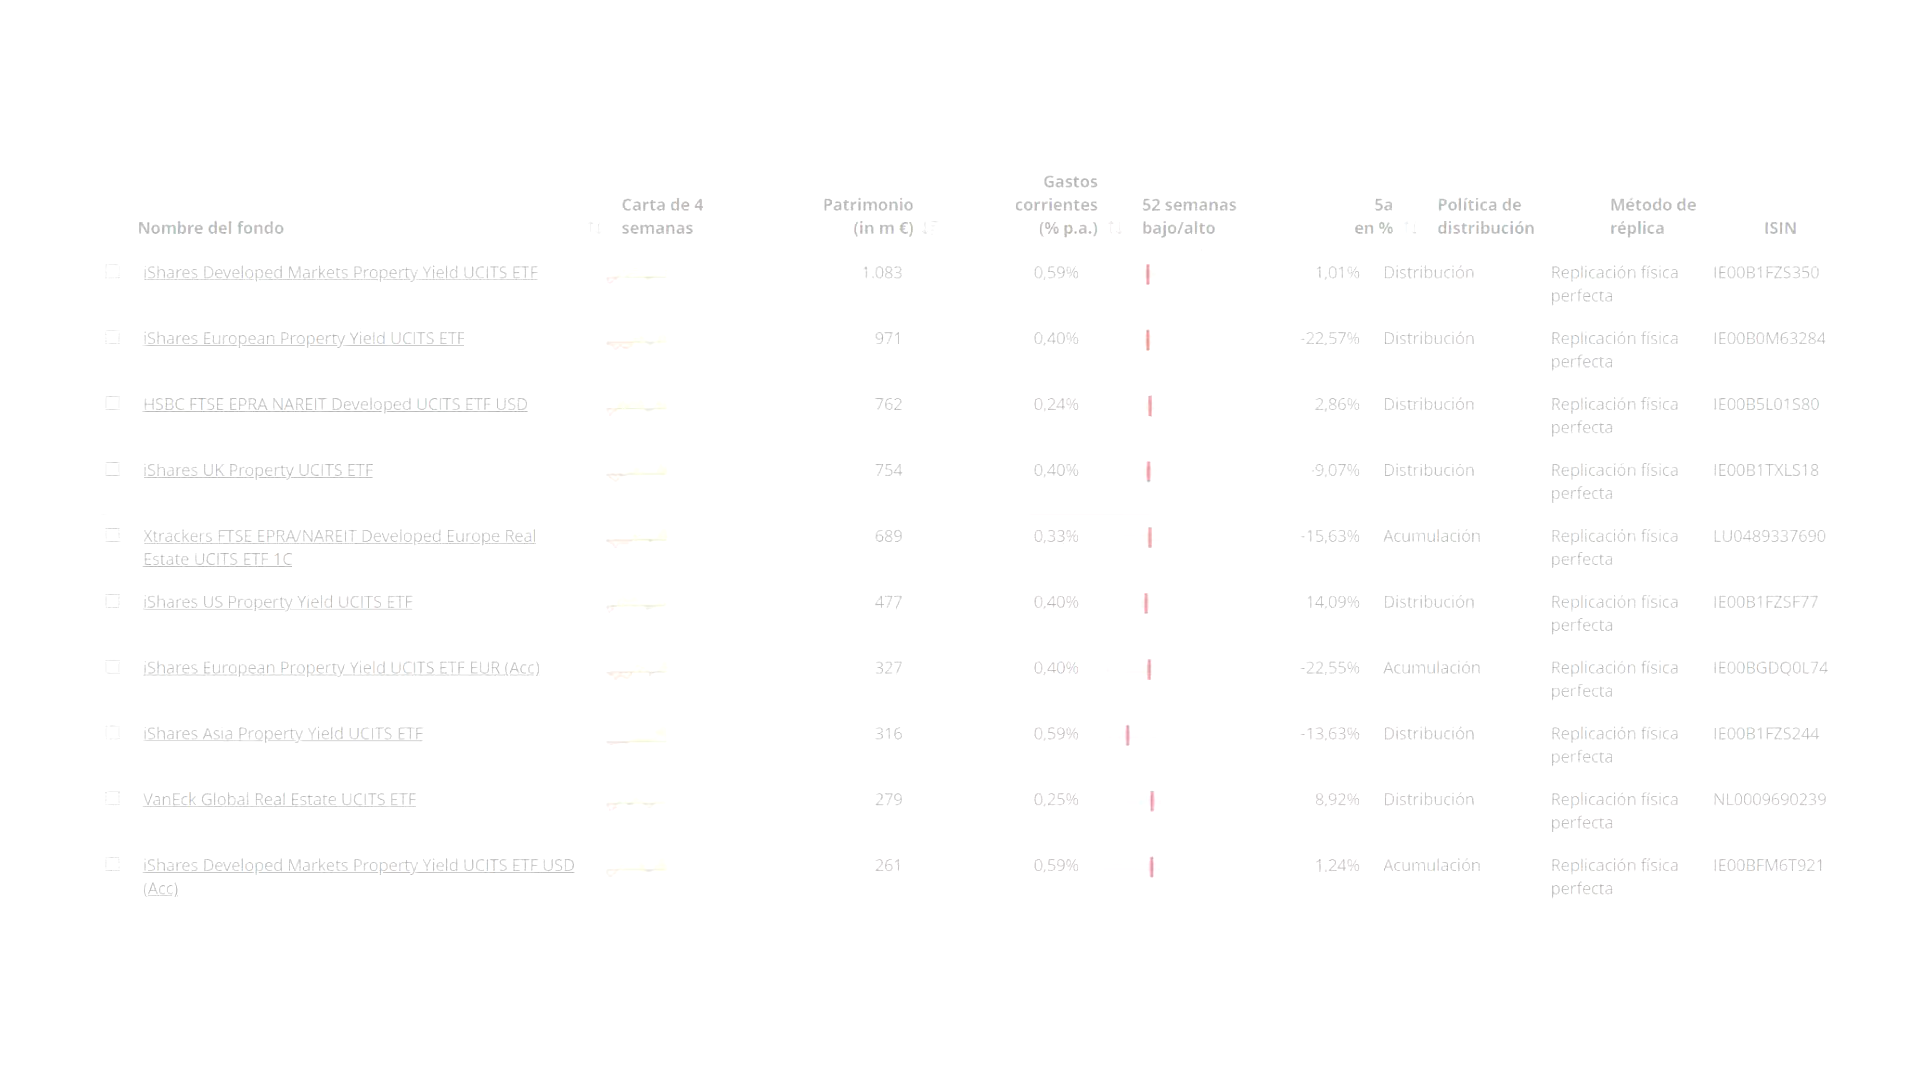 Nombre del fondo Carta de 4 semanas Patrimonio (in m €) Gastos corrientes (% p.a.) 52 semanas bajo/alto 5a en % Política de distribución Método de réplica ISIN
iShares Developed Markets Property Yield UCITS ETF 1.083 0,59% 1,01% Distribución Replicación física perfecta IE00B1FZS350
iShares European Property Yield UCITS ETF 971 0,40% -22,57% Distribución Replicación física perfecta IE00B0M63284
HSBC FTSE EPRA NAREIT Developed UCITS ETF USD 762 0,24% 2,86% Distribución Replicación física perfecta IE00B5L01S80
iShares UK Property UCITS ETF 754 0,40% -9,07% Distribución Replicación física perfecta IE00B1TXLS18
Xtrackers FTSE EPRA/NAREIT Developed Europe Real Estate UCITS ETF 1C 689 0,33% -15,63% Acumulación Replicación física perfecta LU0489337690
iShares US Property Yield UCITS ETF 477 0,40% 14,09% Distribución Replicación física perfecta IE00B1FZSF77
iShares European Property Yield UCITS ETF EUR (Acc) 327 0,40% -22,55% Acumulación Replicación física perfecta IE00BGDQ0L74
iShares Asia Property Yield UCITS ETF 316 0,59% -13,63% Distribución Replicación física perfecta IE00B1FZS244
VanEck Global Real Estate UCITS ETF 279 0,25% 8,92% Distribución Replicación física perfecta NL0009690239
iShares Developed Markets Property Yield UCITS ETF USD (Acc) 261 0,59% 1,24% Acumulación Replicación física perfecta IE00BFM6T921